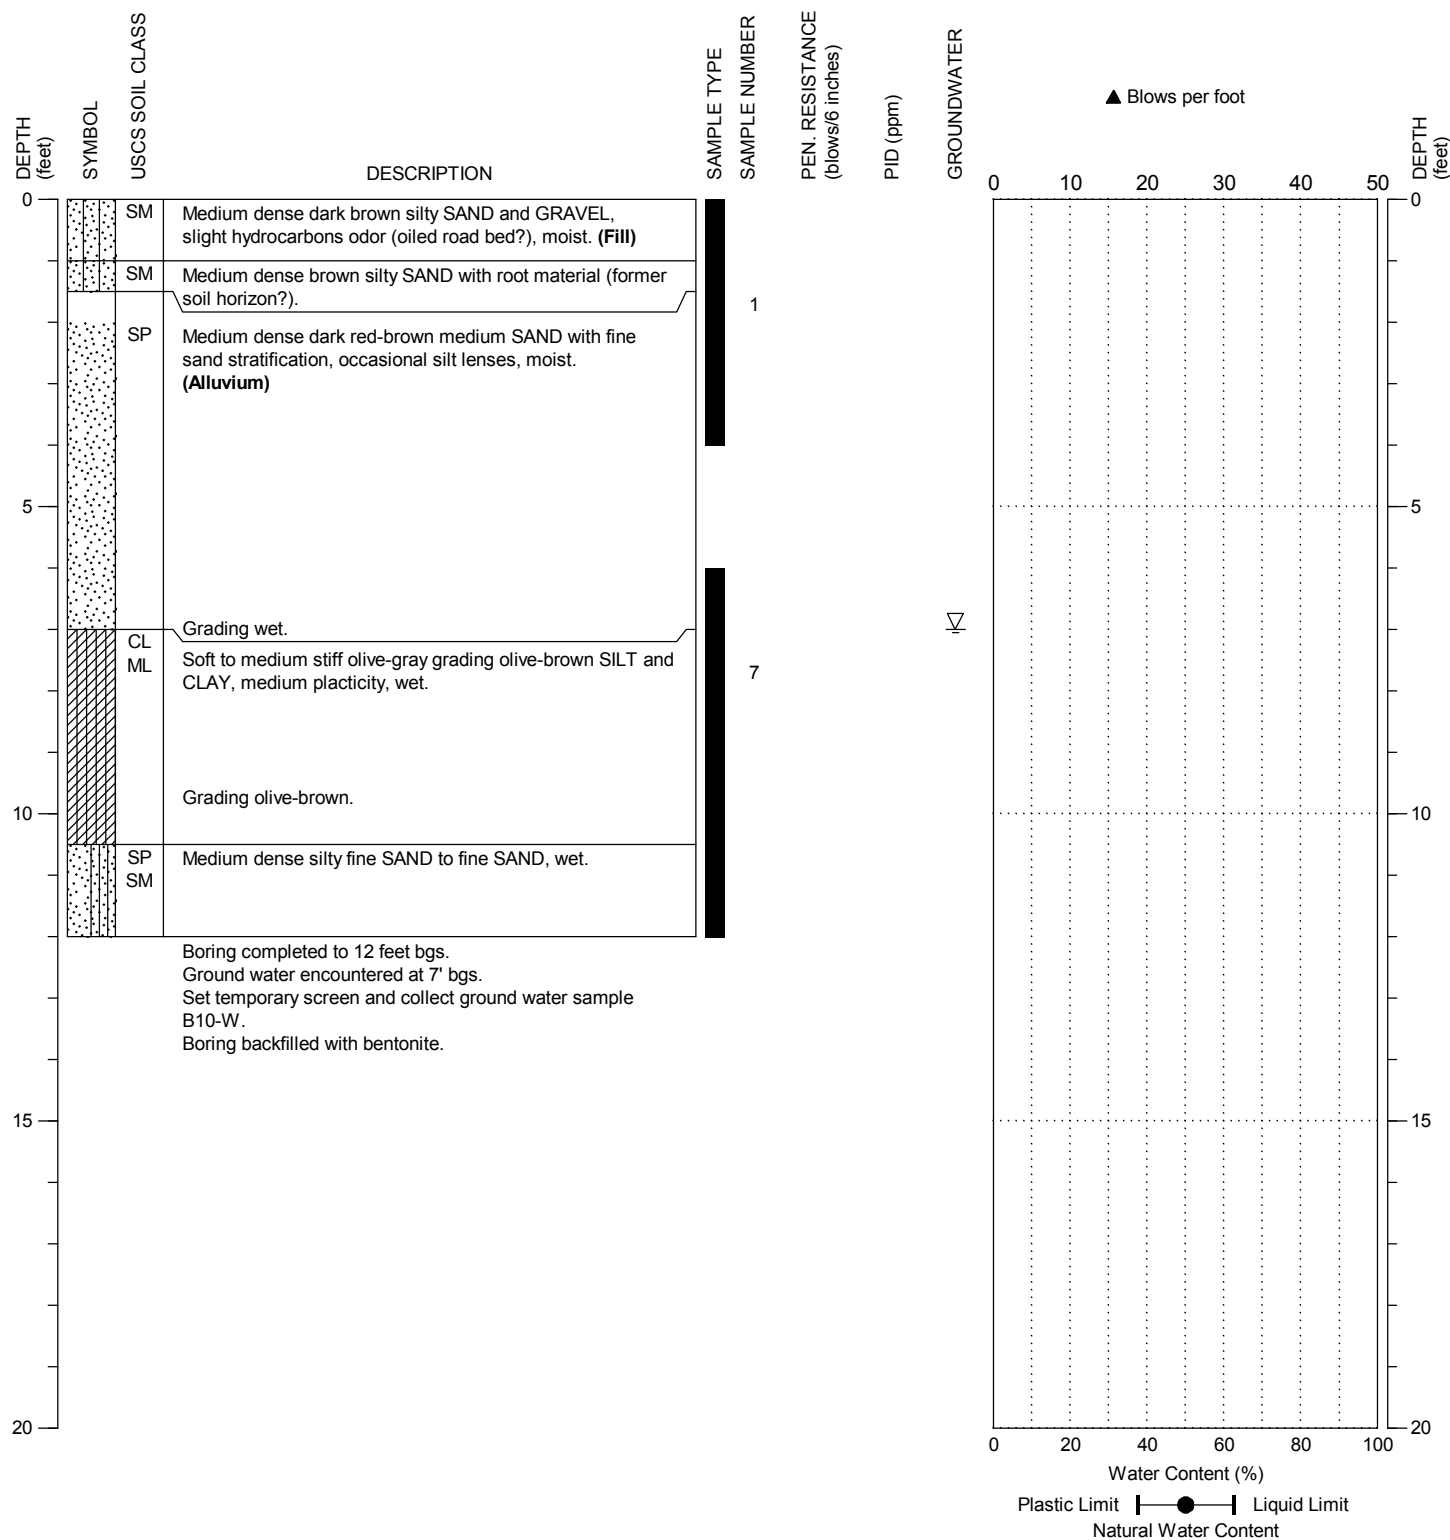 DEPTH
(feet)
SYMBOL
USCS SOIL CLASS
DESCRIPTION
SAMPLE TYPE
SAMPLE NUMBER
PEN. RESISTANCE
(blows/6 inches)
PID (ppm)
GROUNDWATER
▲ Blows per foot
DEPTH
(feet)
0 10 20 30 40 50
0
SM
Medium dense dark brown silty SAND and GRAVEL,
slight hydrocarbons odor (oiled road bed?), moist. (Fill)
0
SM
Medium dense brown silty SAND with root material (former
soil horizon?).
1
SP
Medium dense dark red-brown medium SAND with fine
sand stratification, occasional silt lenses, moist.
(Alluvium)
5
5
Grading wet.
CL
ML
Soft to medium stiff olive-gray grading olive-brown SILT and
CLAY, medium placticity, wet.
7
Grading olive-brown.
10
10
SP
SM
Medium dense silty fine SAND to fine SAND, wet.
Boring completed to 12 feet bgs.
Ground water encountered at 7' bgs.
Set temporary screen and collect ground water sample
B10-W.
Boring backfilled with bentonite.
15
15
20
20
0 20 40 60 80 100
Water Content (%)
Plastic Limit Liquid Limit
Natural Water Content